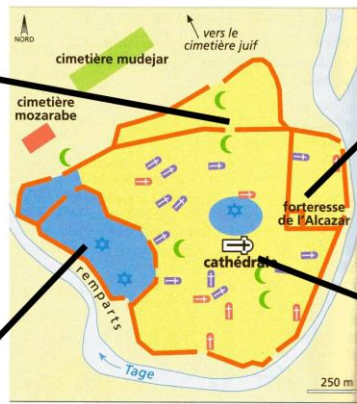 NORD
vers le
cimetière juif
cimetière mudejar
cimetière
mozarabe
forteresse
de l'Alcazar
cathédrale
remparts
Tage
250 m